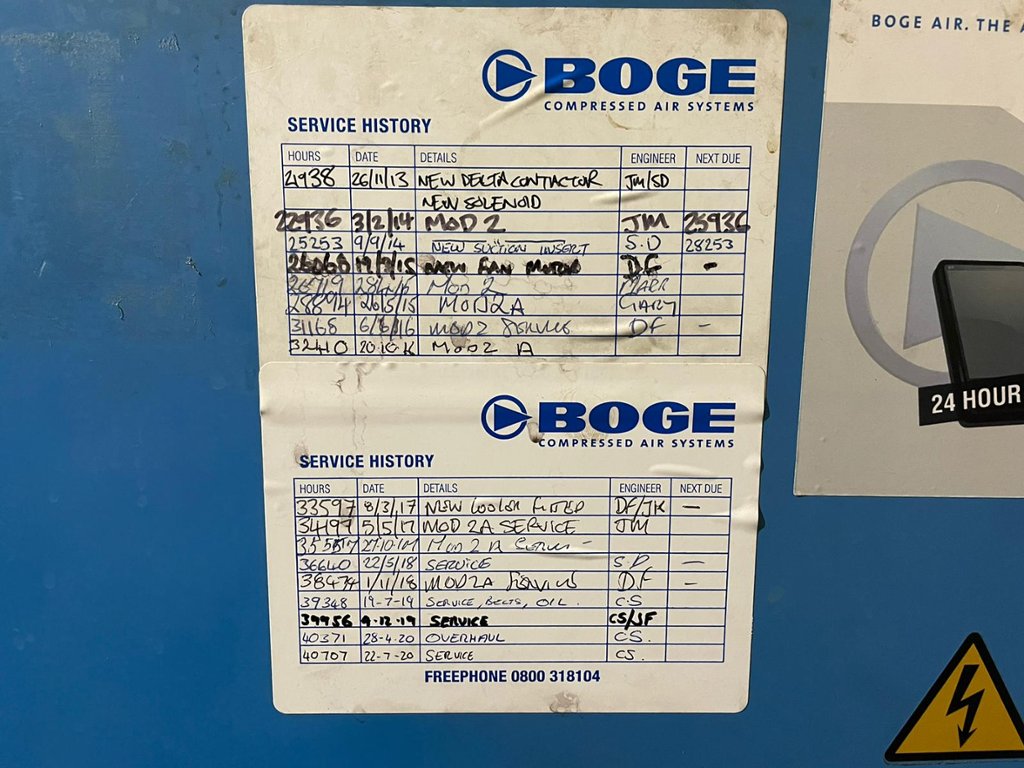 BOGE AIR. THE
BOGE
COMPRESSED AIR SYSTEMS
SERVICE HISTORY
HOURS DATE DETAILS ENGINEER NEXT DUE
21938 26/11/13 NEW DELTA CONTACTOR JM/SD
NEW SOLENOID
22936 3/2/14 MOD 2 JM 25936
25253 9/9/14 NEW SUCTION INSERT S.D 28253
NEW FAN MOTOR DF -
MOD 2
26/5/15 MOD2A GARY
31168 6/6/16 MOD2 SERVICE DF -
32410 MOD2 A
BOGE
COMPRESSED AIR SYSTEMS
SERVICE HISTORY
HOURS DATE DETAILS ENGINEER NEXT DUE
33597 8/3/17 NEW COOLER FITTED DF/JK -
34497 5/5/17 MOD 2A SERVICE JM
MOD 2 A
36640 22/5/18 SERVICE S.D. -
38474 1/11/18 MOD2A SERVICE D.F -
39348 19-7-19 SERVICE, BELTS, OIL. CS
39956 9-12-19 SERVICE CS/SF
40371 28-4-20 OVERHAUL CS.
40707 22-7-20 SERVICE CS.
FREEPHONE 0800 318104
24 HOUR